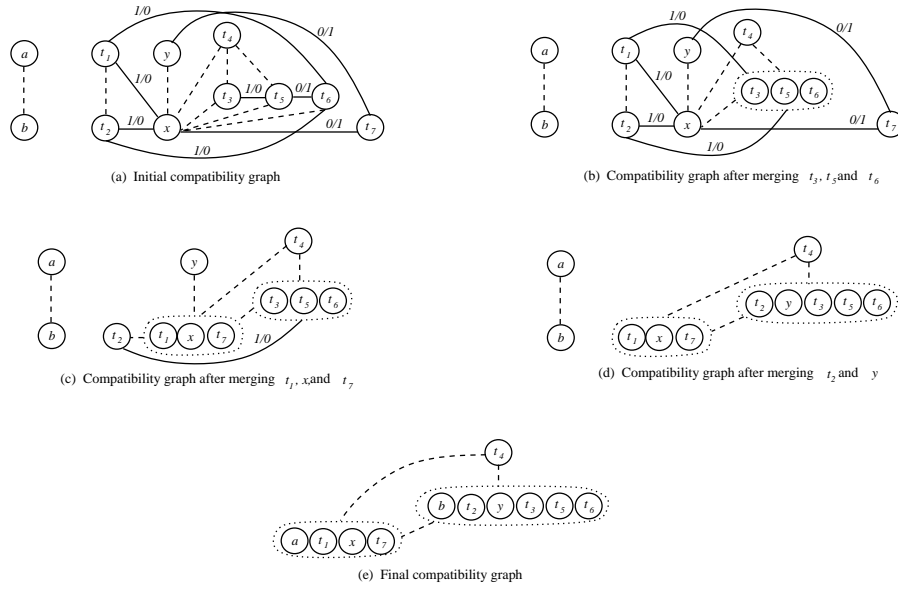 1/0
0/1
a
t1
y
t4
1/0
t3
1/0
t5
0/1
t6
b
t2
1/0
x
0/1
t7
1/0
(a) Initial compatibility graph
1/0
0/1
a
t1
y
t4
1/0
t3
t5
t6
b
t2
1/0
x
0/1
t7
1/0
(b) Compatibility graph after merging t3, t5 and t6
a
y
t4
t3
t5
t6
b
t2
t1
x
t7
1/0
(c) Compatibility graph after merging t1, x, and t7
a
t4
t2
y
t3
t5
t6
b
t1
x
t7
(d) Compatibility graph after merging t2 and y
t4
b
t2
y
t3
t5
t6
a
t1
x
t7
(e) Final compatibility graph